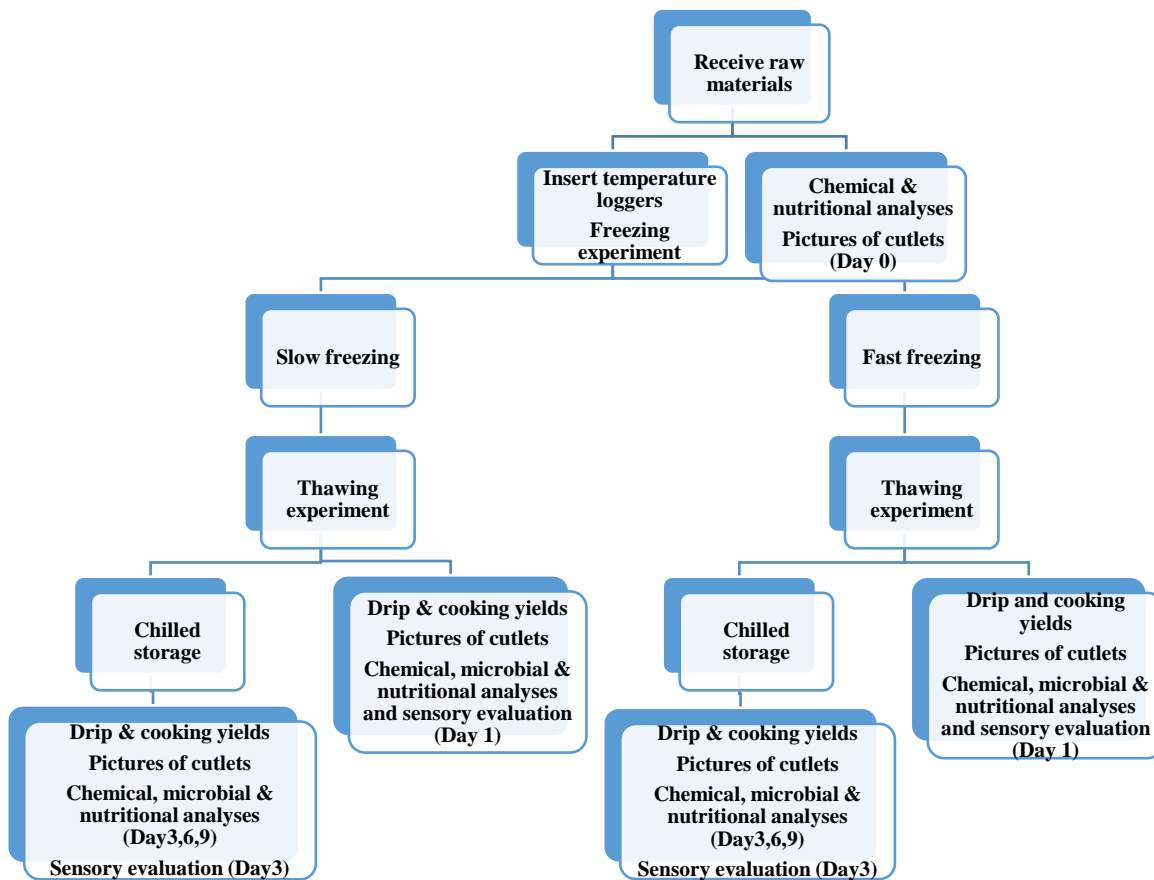 Receive raw
materials
Insert temperature
loggers
Freezing
experiment
Chemical &
nutritional analyses
Pictures of cutlets
(Day 0)
Slow freezing
Fast freezing
Thawing
experiment
Thawing
experiment
Chilled
storage
Drip & cooking yields
Pictures of cutlets
Chemical, microbial &
nutritional analyses
and sensory evaluation
(Day 1)
Chilled
storage
Drip and cooking
yields
Pictures of cutlets
Chemical, microbial &
nutritional analyses
and sensory evaluation
(Day 1)
Drip & cooking yields
Pictures of cutlets
Chemical, microbial &
nutritional analyses
(Day3,6,9)
Sensory evaluation (Day3)
Drip & cooking yields
Pictures of cutlets
Chemical, microbial &
nutritional analyses
(Day3,6,9)
Sensory evaluation (Day3)